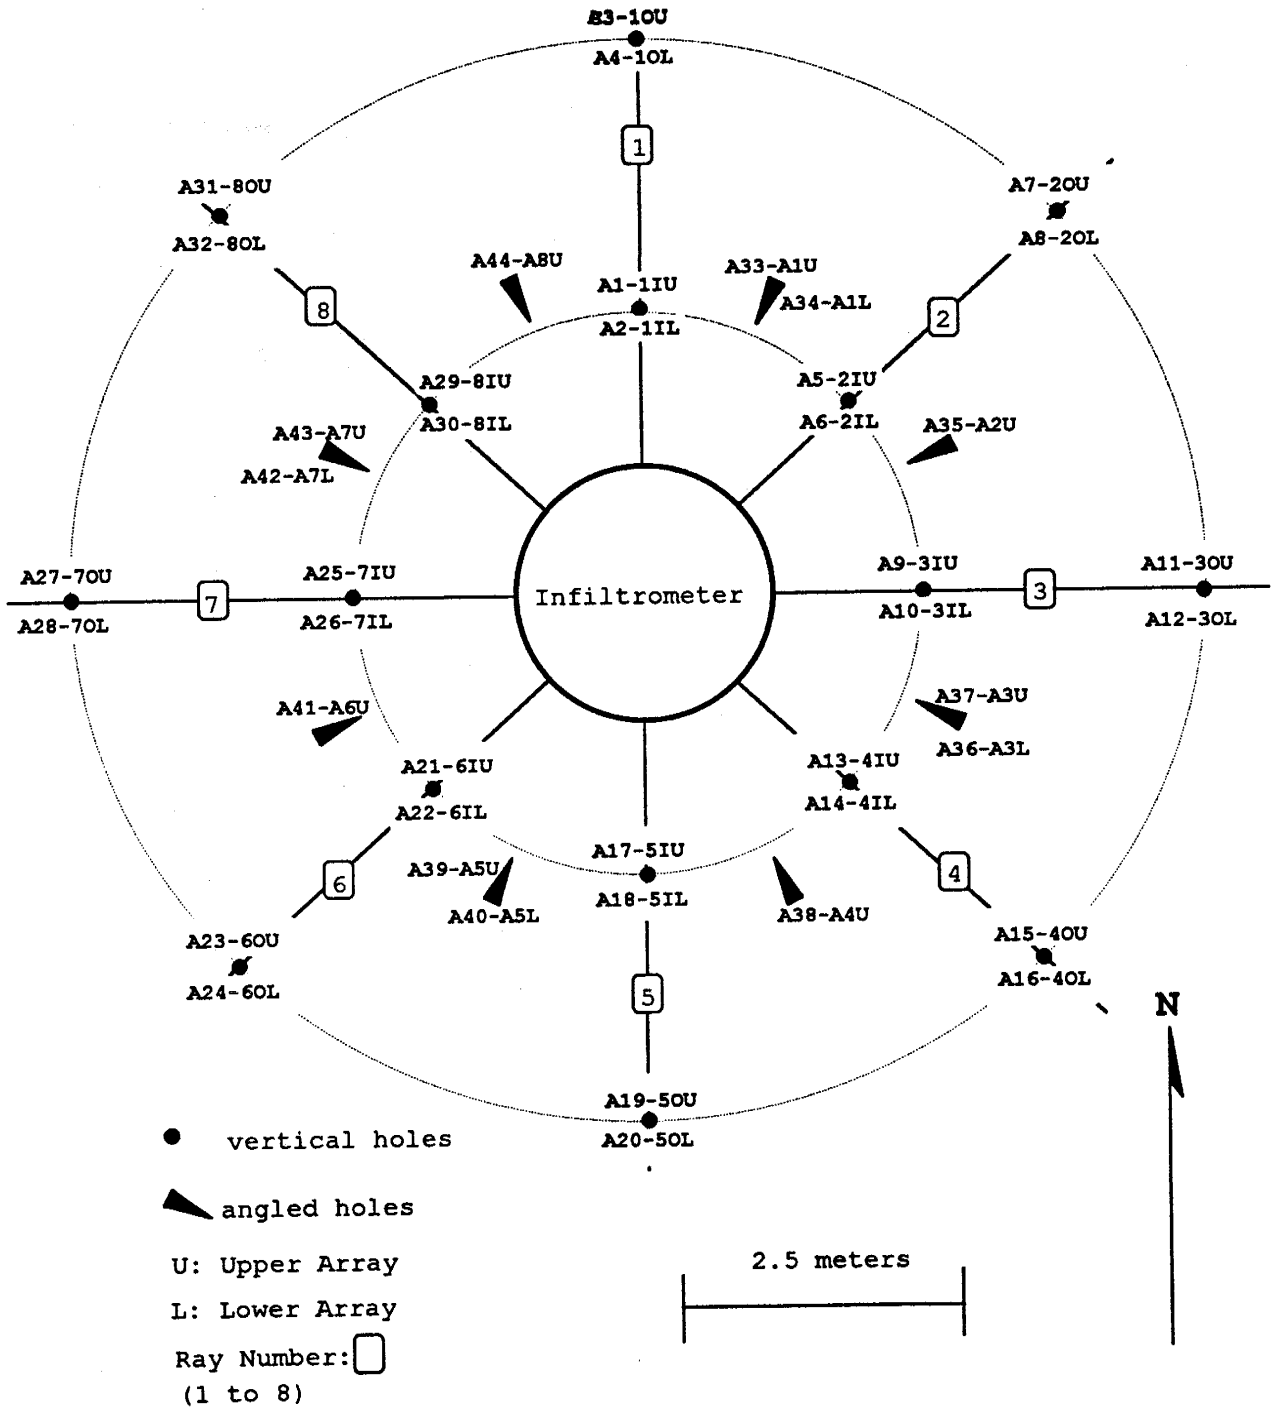 A3-1OU
A4-1OL
1
A31-8OU
A32-8OL
A7-2OU
A8-2OL
A44-A8U
A33-A1U
A34-A1L
A1-1IU
A2-1IL
8
2
A29-8IU
A30-8IL
A5-2IU
A6-2IL
A43-A7U
A42-A7L
A35-A2U
A27-7OU
A28-7OL
7
A25-7IU
A26-7IL
Infiltrometer
A9-3IU
A10-3IL
3
A11-3OU
A12-3OL
A41-A6U
A37-A3U
A36-A3L
A21-6IU
A22-6IL
A13-4IU
A14-4IL
A17-5IU
A18-5IL
A39-A5U
A40-A5L
A38-A4U
6
4
A23-6OU
A24-6OL
A15-4OU
A16-4OL
5
N
A19-5OU
A20-5OL
vertical holes
angled holes
U: Upper Array
L: Lower Array
Ray Number:
(1 to 8)
2.5 meters